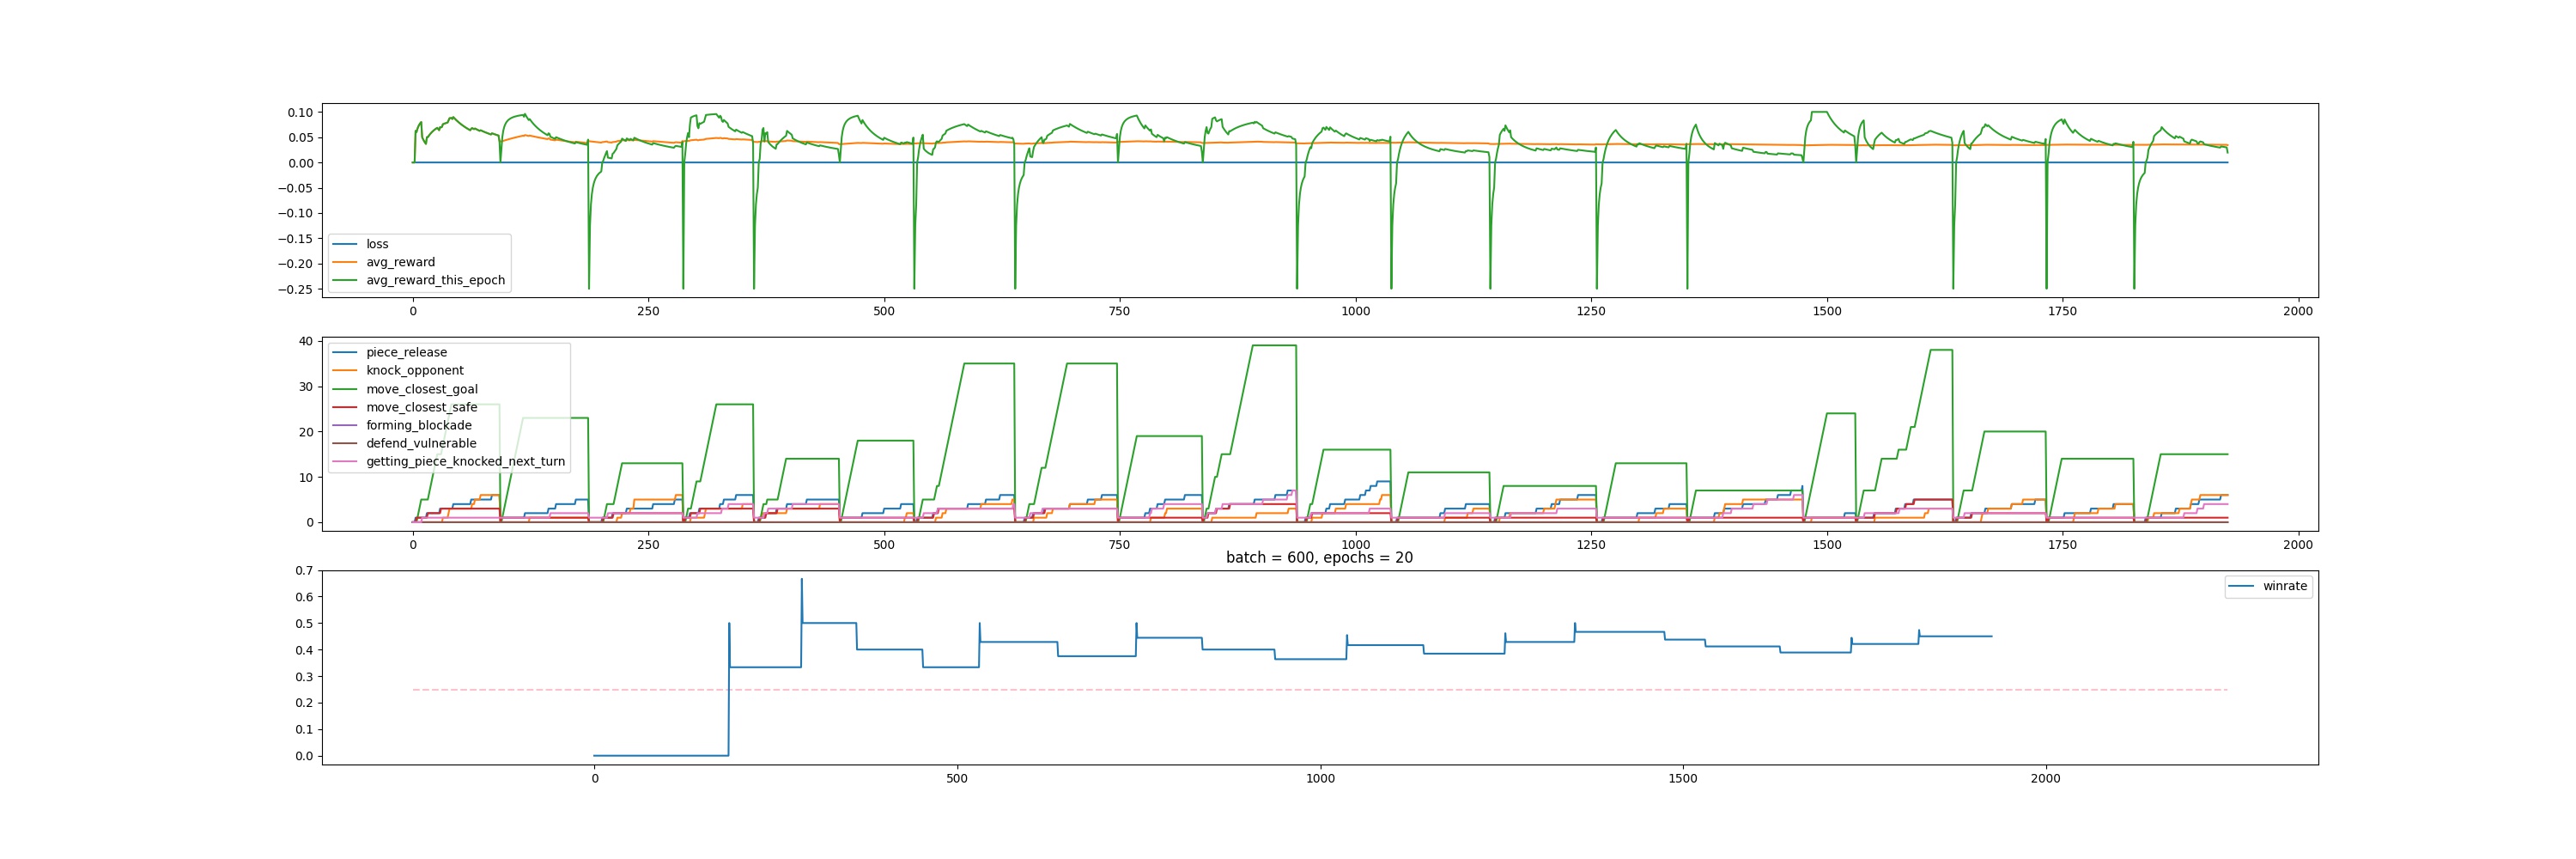 0.10
0.05
0.00
−0.05
−0.10
−0.15
−0.20
−0.25
loss
avg_reward
avg_reward_this_epoch
0 250 500 750 1000 1250 1500 1750 2000
40
30
20
10
0
piece_release
knock_opponent
move_closest_goal
move_closest_safe
forming_blockade
defend_vulnerable
getting_piece_knocked_next_turn
0 250 500 750 1000 1250 1500 1750 2000
batch = 600, epochs = 20
0.7
0.6
0.5
0.4
0.3
0.2
0.1
0.0
winrate
0 500 1000 1500 2000